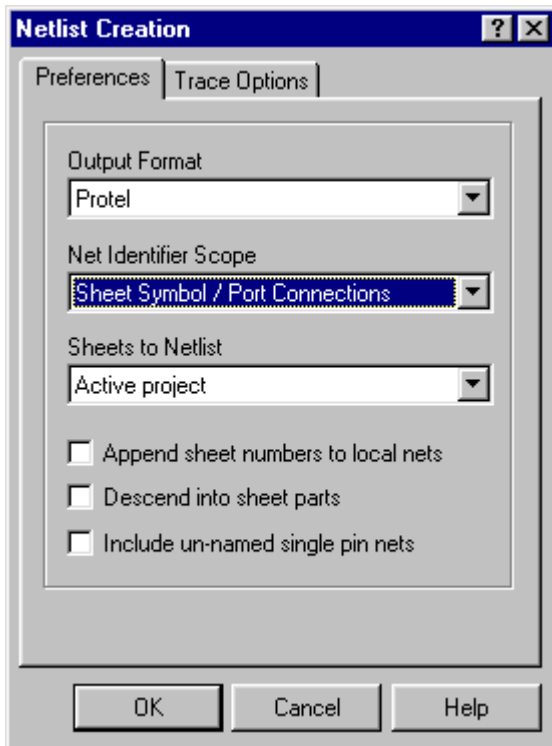 Netlist Creation
Preferences
Trace Options
Output Format
Protel
Net Identifier Scope
Sheet Symbol / Port Connections
Sheets to Netlist
Active project
Append sheet numbers to local nets
Descend into sheet parts
Include un-named single pin nets
OK
Cancel
Help